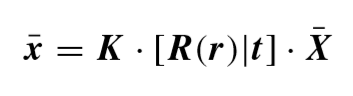 x̄ = K · [R(r)|t] · X̄